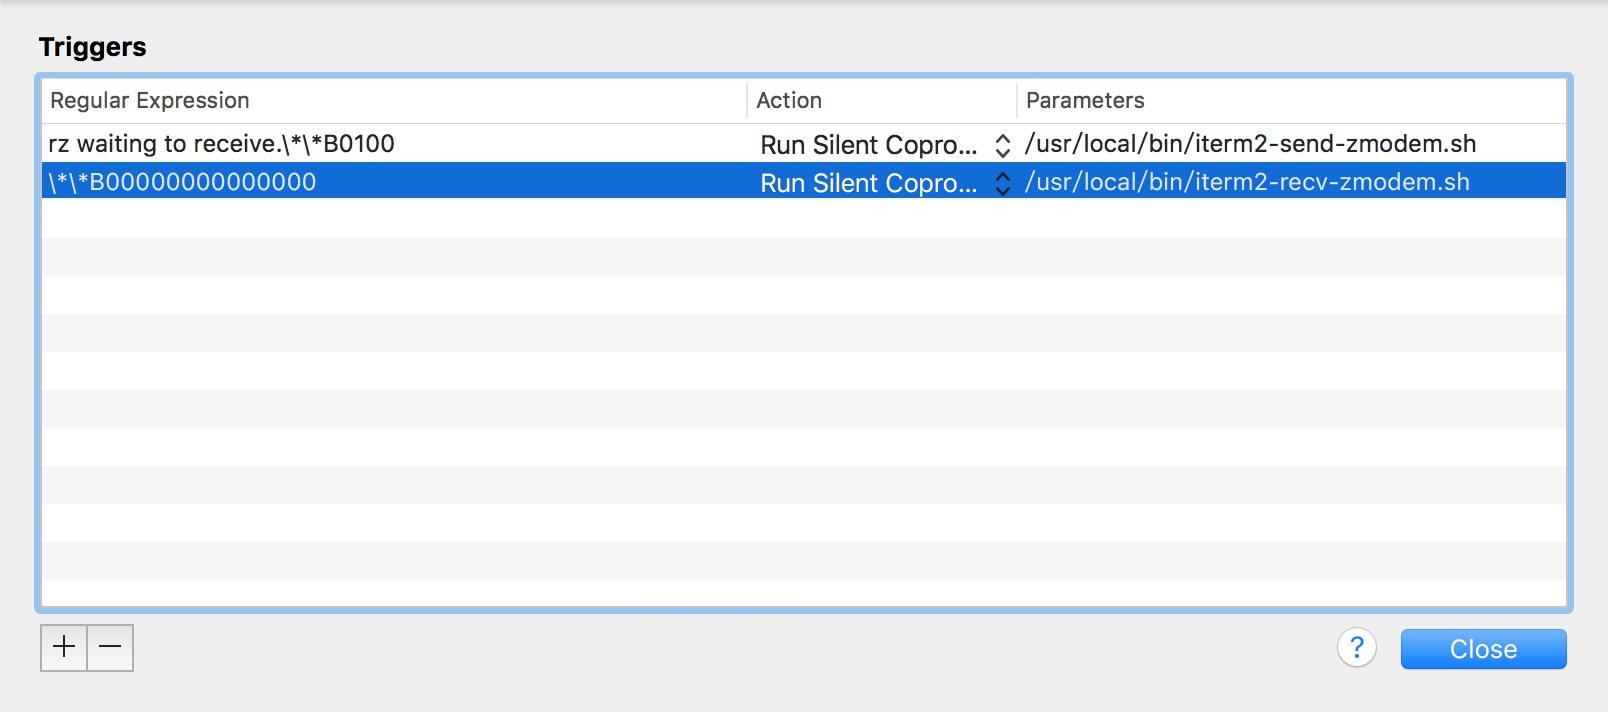 Triggers
Regular Expression Action Parameters
rz waiting to receive.\*\*B0100 Run Silent Copro... /usr/local/bin/iterm2-send-zmodem.sh
\*\*B00000000000000 Run Silent Copro... /usr/local/bin/iterm2-recv-zmodem.sh
+ − ? Close